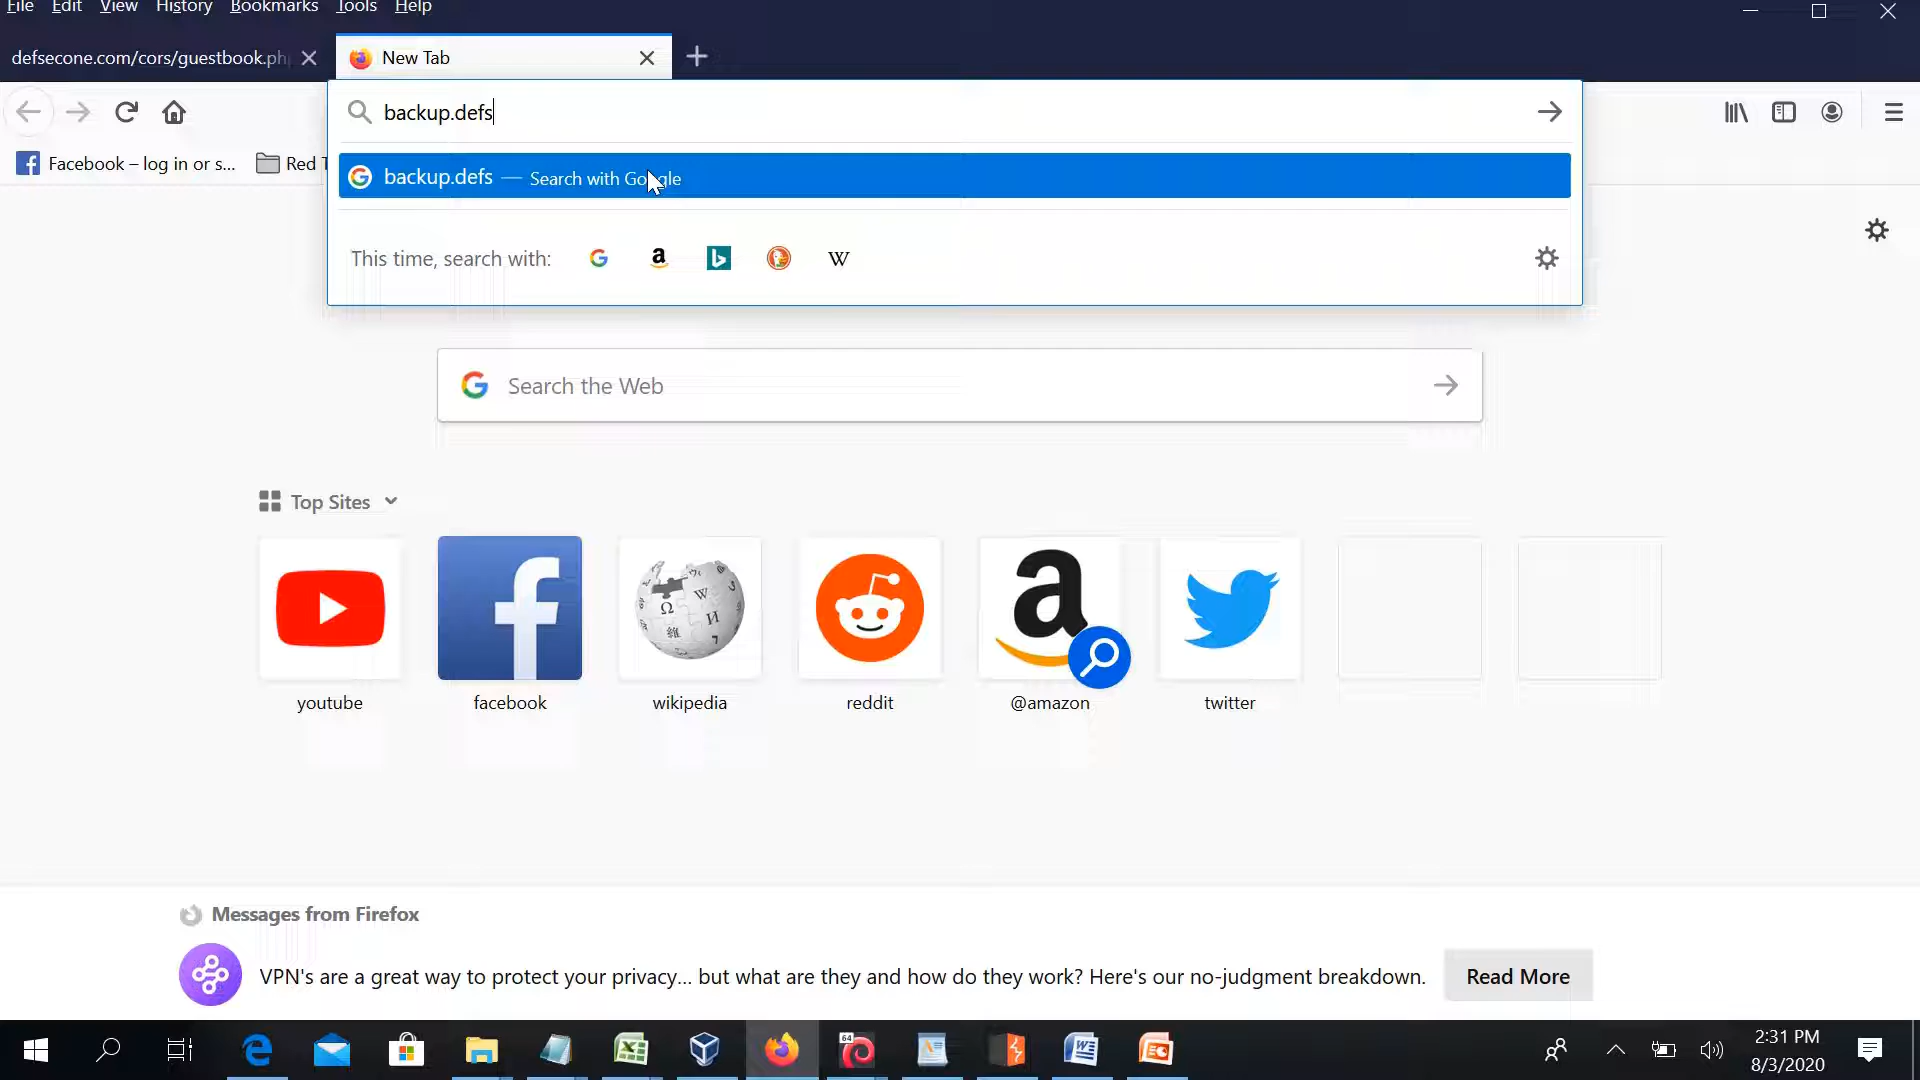 File Edit View History Bookmarks Tools Help
defsecone.com/cors/guestbook.ph
New Tab
backup.defs
Facebook – log in or s...
Red T
backup.defs — Search with Google
This time, search with:
a
b
W
Search the Web
Top Sites
youtube
facebook
wikipedia
reddit
@amazon
twitter
Messages from Firefox
VPN's are a great way to protect your privacy... but what are they and how do they work? Here's our no-judgment breakdown.
Read More
2:31 PM
8/3/2020